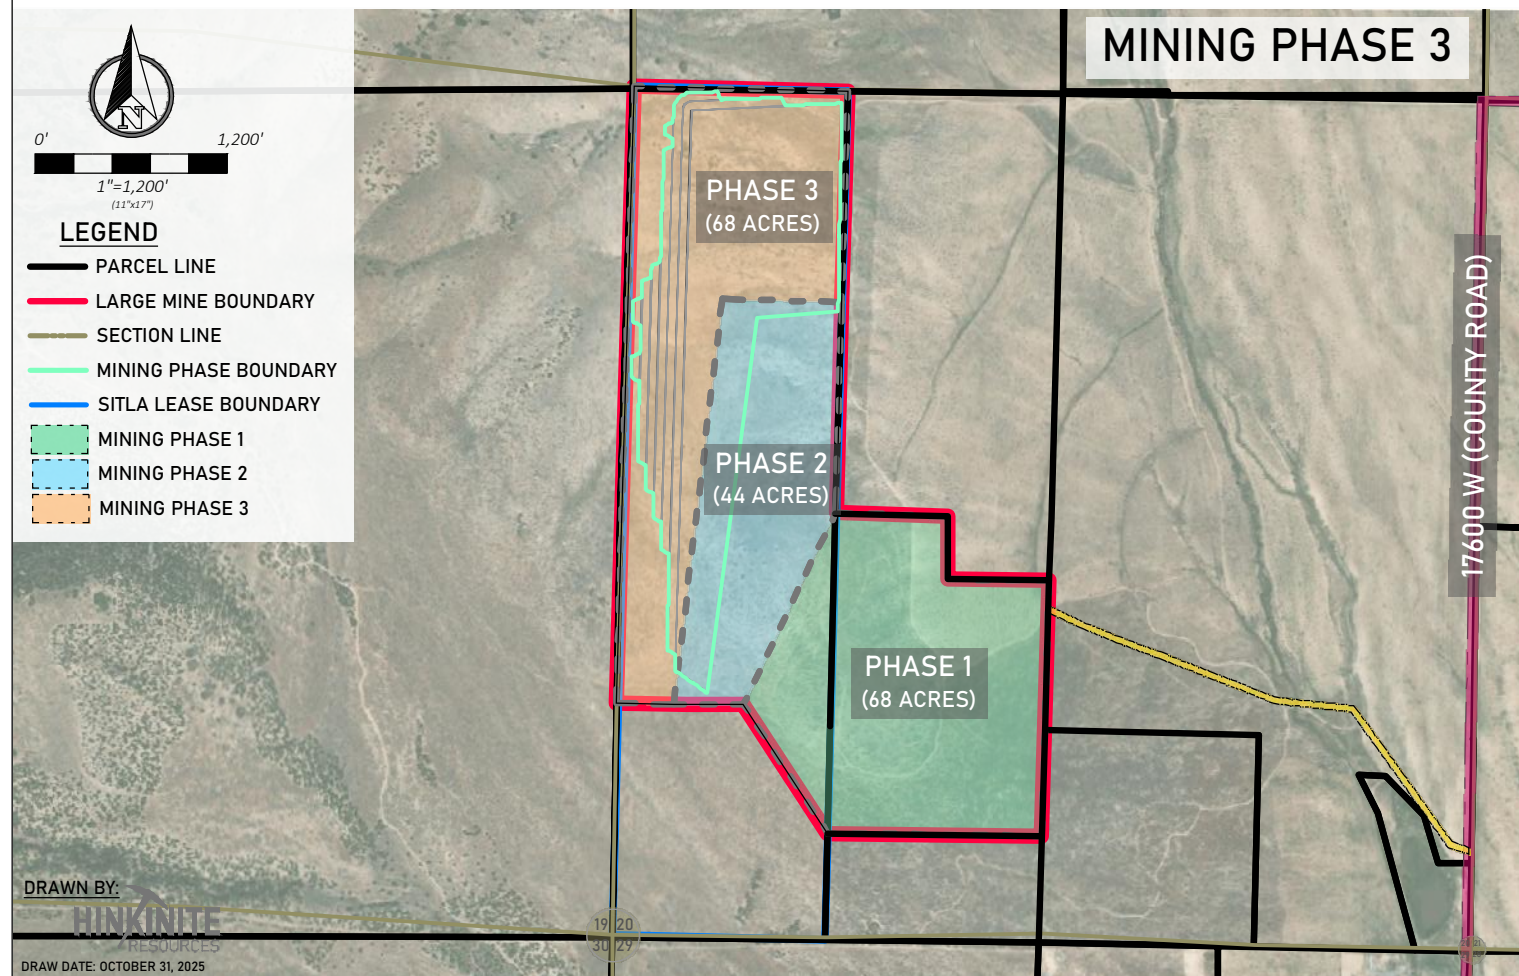 MINING PHASE 3
N
0' 1,200'
1"=1,200'
(11"x17")
LEGEND
PARCEL LINE
LARGE MINE BOUNDARY
SECTION LINE
MINING PHASE BOUNDARY
SITLA LEASE BOUNDARY
MINING PHASE 1
MINING PHASE 2
MINING PHASE 3
PHASE 3
(68 ACRES)
PHASE 2
(44 ACRES)
PHASE 1
(68 ACRES)
17600 W (COUNTY ROAD)
DRAWN BY:
HINKINITE
RESOURCES
DRAW DATE: OCTOBER 31, 2025
19 20
30 29